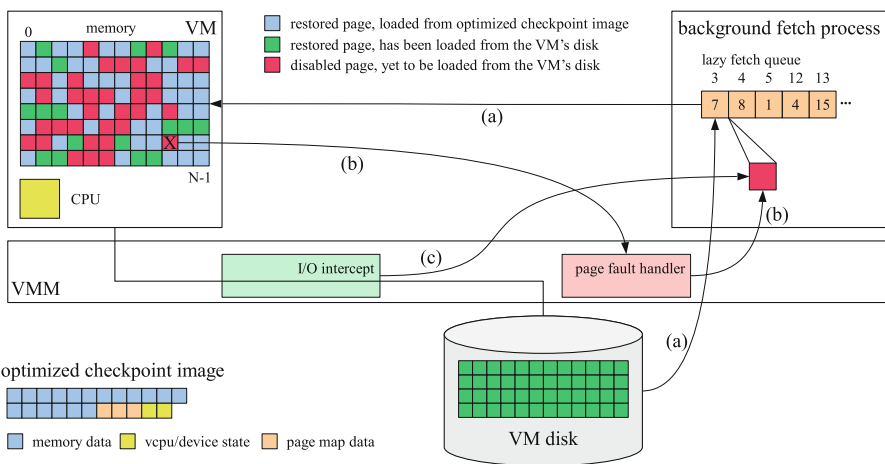 0
memory
VM
restored page, loaded from optimized checkpoint image
restored page, has been loaded from the VM's disk
disabled page, yet to be loaded from the VM's disk
background fetch process
lazy fetch queue
3 4 5 12 13
7 8 1 4 15 ...
(a)
X
(b)
N-1
CPU
(b)
(c)
I/O intercept
page fault handler
VMM
(a)
optimized checkpoint image
memory data
vcpu/device state
page map data
VM disk